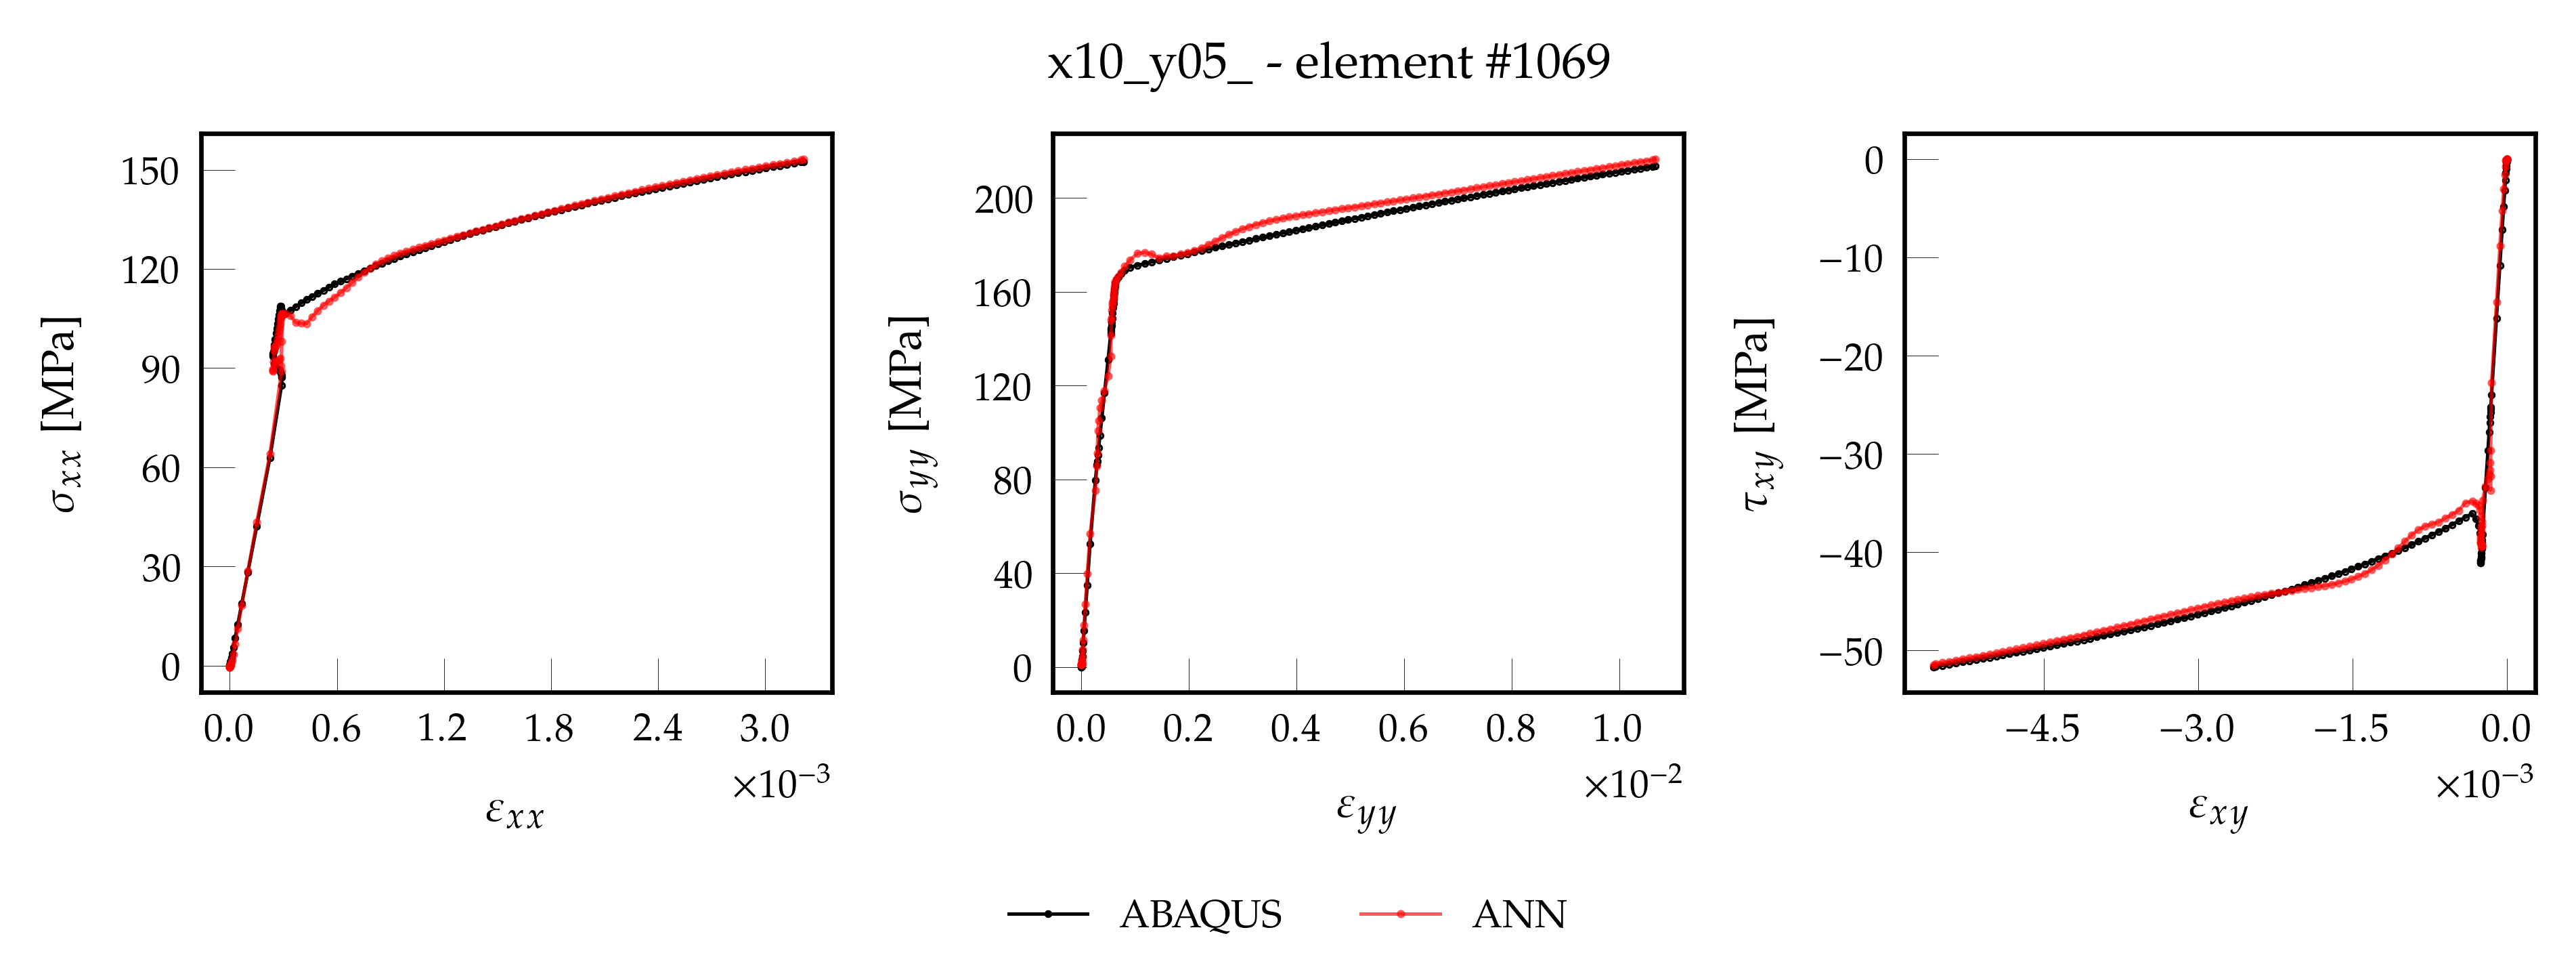 x10_y05_ - element #1069
150
120
90
60
30
0
σxx [MPa]
0.0 0.6 1.2 1.8 2.4 3.0
×10⁻³
εxx
200
160
120
80
40
0
σyy [MPa]
0.0 0.2 0.4 0.6 0.8 1.0
×10⁻²
εyy
0
−10
−20
−30
−40
−50
τxy [MPa]
−4.5 −3.0 −1.5 0.0
×10⁻³
εxy
ABAQUS ANN